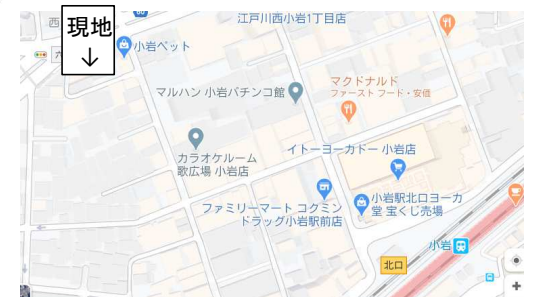 江戸川西小岩1丁目店
西
現地
↓
小岩ペット
六
マルハン 小岩パチンコ館
マクドナルド
ファースト フード・安価
カラオケルーム
歌広場 小岩店
イトーヨーカドー 小岩店
ファミリーマート コクミン
ドラッグ小岩駅前店
小岩駅北口ヨーカ
堂 宝くじ売場
小岩
北口
+